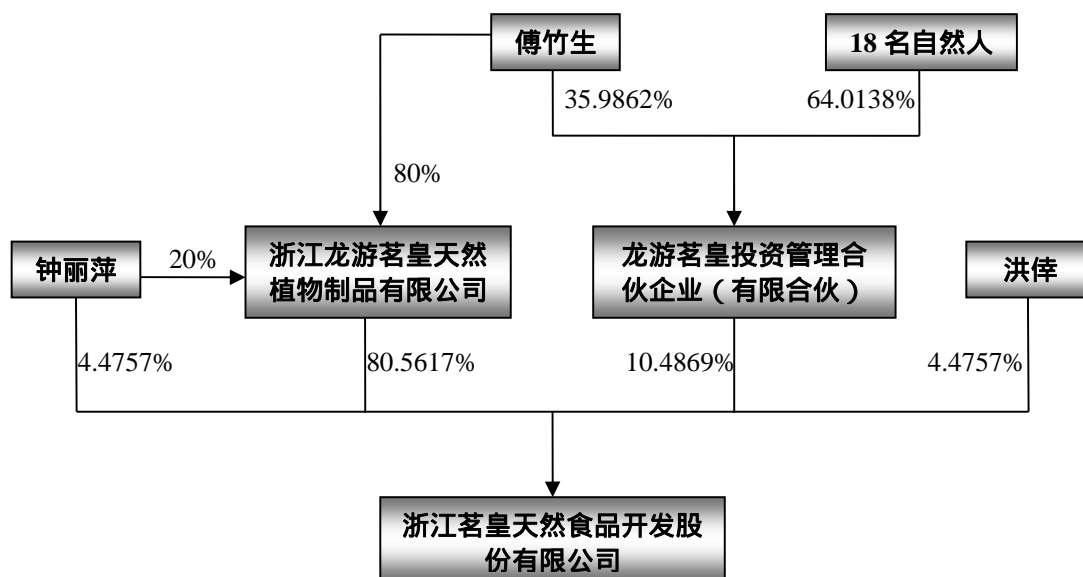 傅竹生
18 名自然人
35.9862%
64.0138%
80%
钟丽萍
20%
浙江龙游茗皇天然
植物制品有限公司
龙游茗皇投资管理合
伙企业（有限合伙）
洪倖
4.4757%
80.5617%
10.4869%
4.4757%
浙江茗皇天然食品开发股
份有限公司